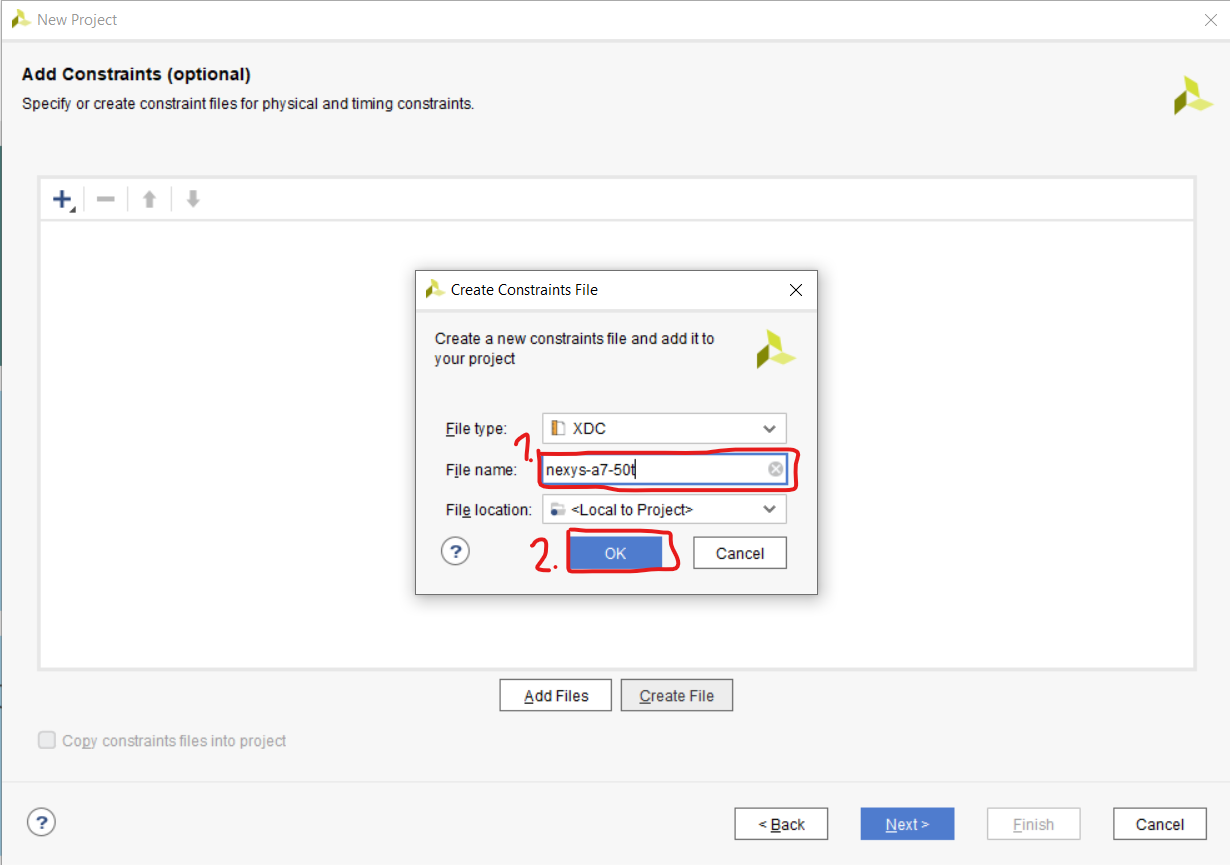 New Project
Add Constraints (optional)
Specify or create constraint files for physical and timing constraints.
Create Constraints File
Create a new constraints file and add it to
your project
File type: XDC
1.
File name: nexys-a7-50t
File location: <Local to Project>
? 2. OK Cancel
Add Files Create File
Copy constraints files into project
? < Back Next > Finish Cancel